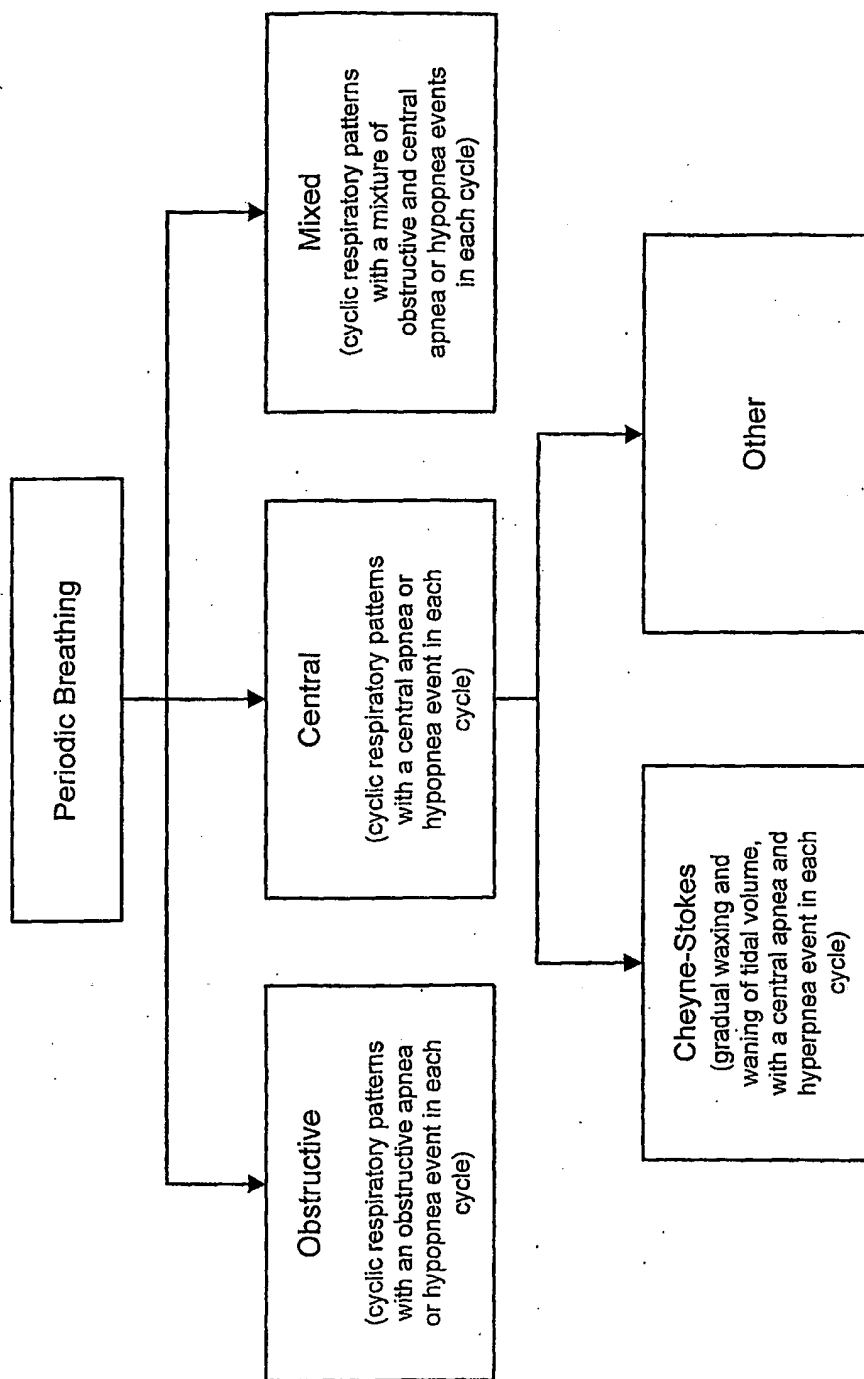 Periodic Breathing
Obstructive
(cyclic respiratory patterns
with an obstructive apnea
or hypopnea event in each
cycle)
Central
(cyclic respiratory patterns
with a central apnea or
hypopnea event in each
cycle)
Mixed
(cyclic respiratory patterns
with a mixture of
obstructive and central
apnea or hypopnea events
in each cycle)
Cheyne-Stokes
(gradual waxing and
waning of tidal volume,
with a central apnea and
hyperpnea event in each
cycle)
Other